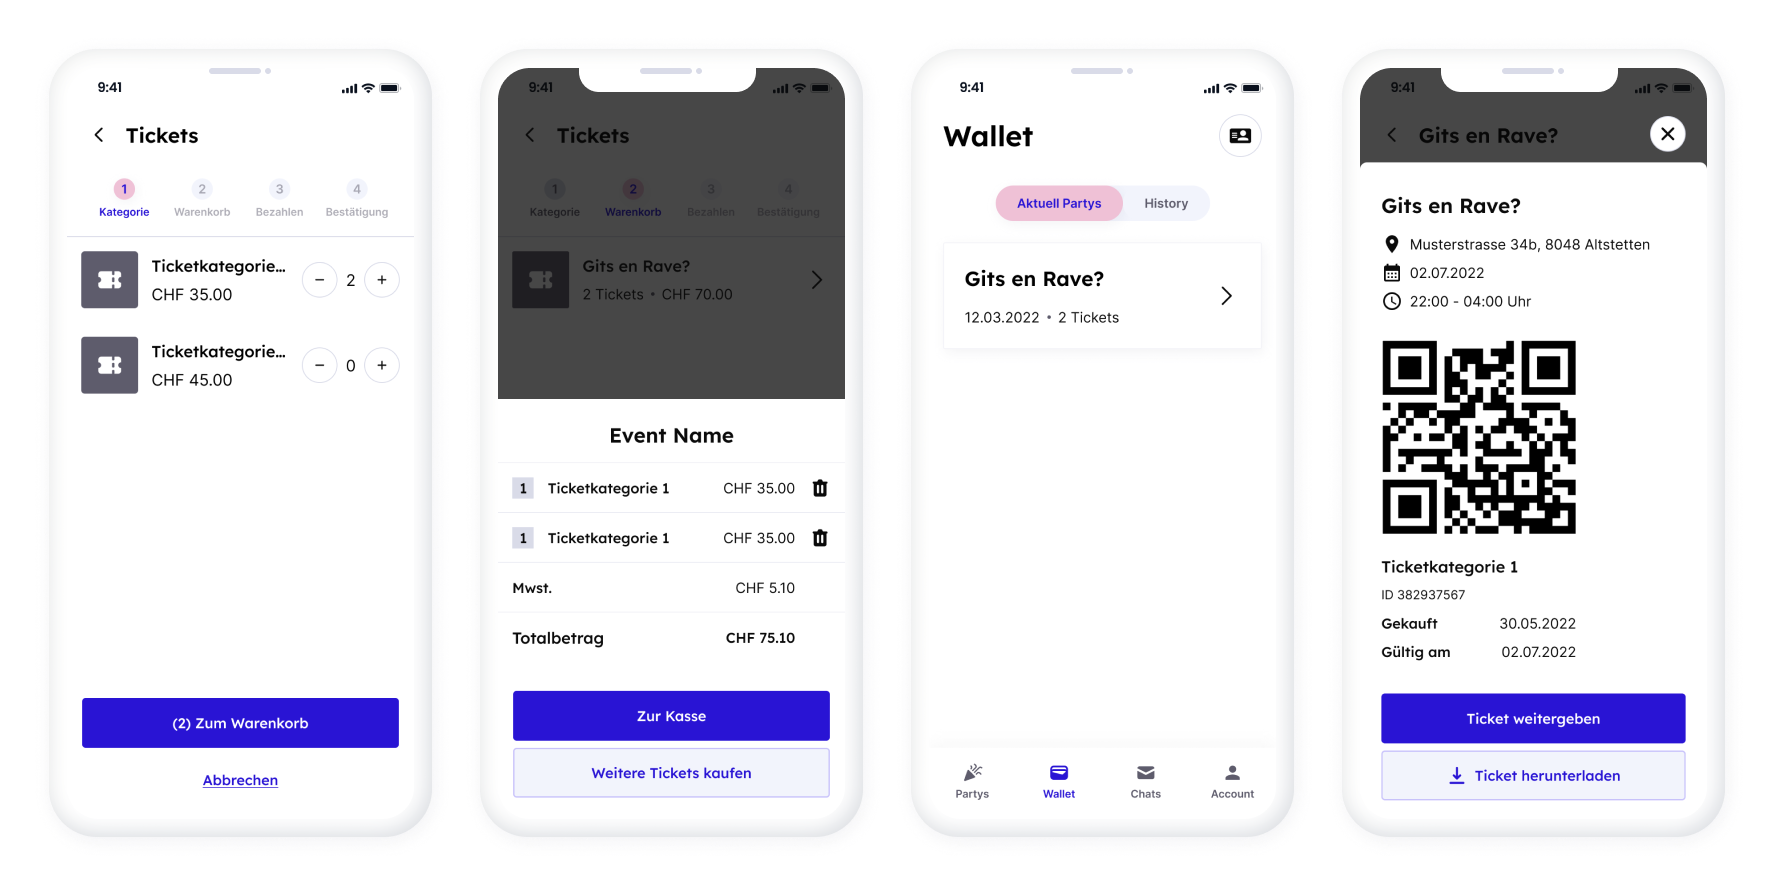 9:41
Tickets
1 2 3 4
Kategorie Warenkorb Bezahlen Bestätigung
Ticketkategorie...
CHF 35.00
− 2 +
Ticketkategorie...
CHF 45.00
− 0 +
(2) Zum Warenkorb
Abbrechen
9:41
Tickets
1 2 3 4
Kategorie Warenkorb Bezahlen Bestätigung
Gits en Rave?
2 Tickets • CHF 70.00
Event Name
1 Ticketkategorie 1 CHF 35.00
1 Ticketkategorie 1 CHF 35.00
Mwst. CHF 5.10
Totalbetrag CHF 75.10
Zur Kasse
Weitere Tickets kaufen
9:41
Wallet
Aktuell Partys History
Gits en Rave?
12.03.2022 • 2 Tickets
Partys Wallet Chats Account
9:41
Gits en Rave?
Gits en Rave?
Musterstrasse 34b, 8048 Altstetten
02.07.2022
22:00 - 04:00 Uhr
Ticketkategorie 1
ID 382937567
Gekauft 30.05.2022
Gültig am 02.07.2022
Ticket weitergeben
Ticket herunterladen